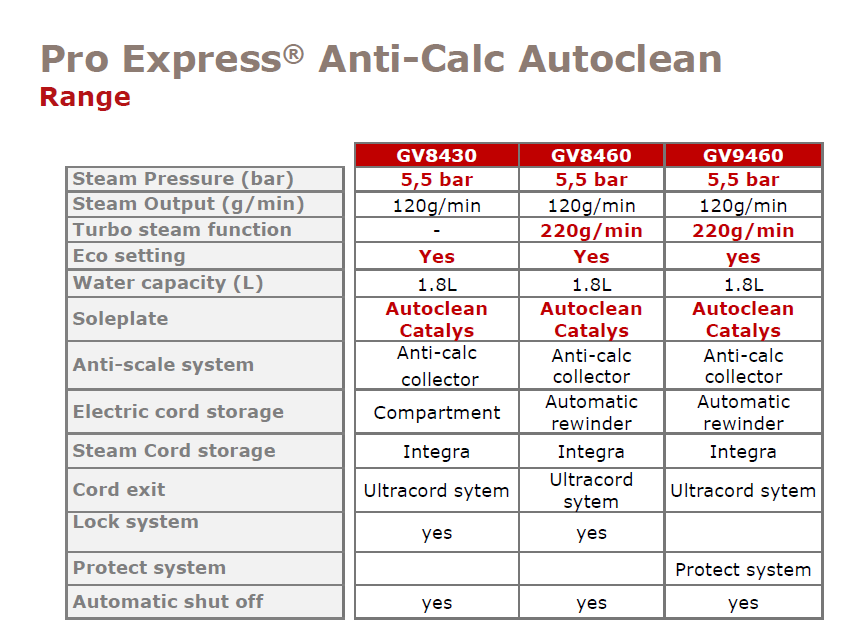 Pro Express® Anti-Calc Autoclean
Range
GV8430 GV8460 GV9460
Steam Pressure (bar) 5,5 bar 5,5 bar 5,5 bar
Steam Output (g/min) 120g/min 120g/min 120g/min
Turbo steam function - 220g/min 220g/min
Eco setting Yes Yes yes
Water capacity (L) 1.8L 1.8L 1.8L
Soleplate Autoclean Catalys Autoclean Catalys Autoclean Catalys
Anti-scale system Anti-calc collector Anti-calc collector Anti-calc collector
Electric cord storage Compartment Automatic rewinder Automatic rewinder
Steam Cord storage Integra Integra Integra
Cord exit Ultracord sytem Ultracord sytem Ultracord sytem
Lock system yes yes
Protect system Protect system
Automatic shut off yes yes yes